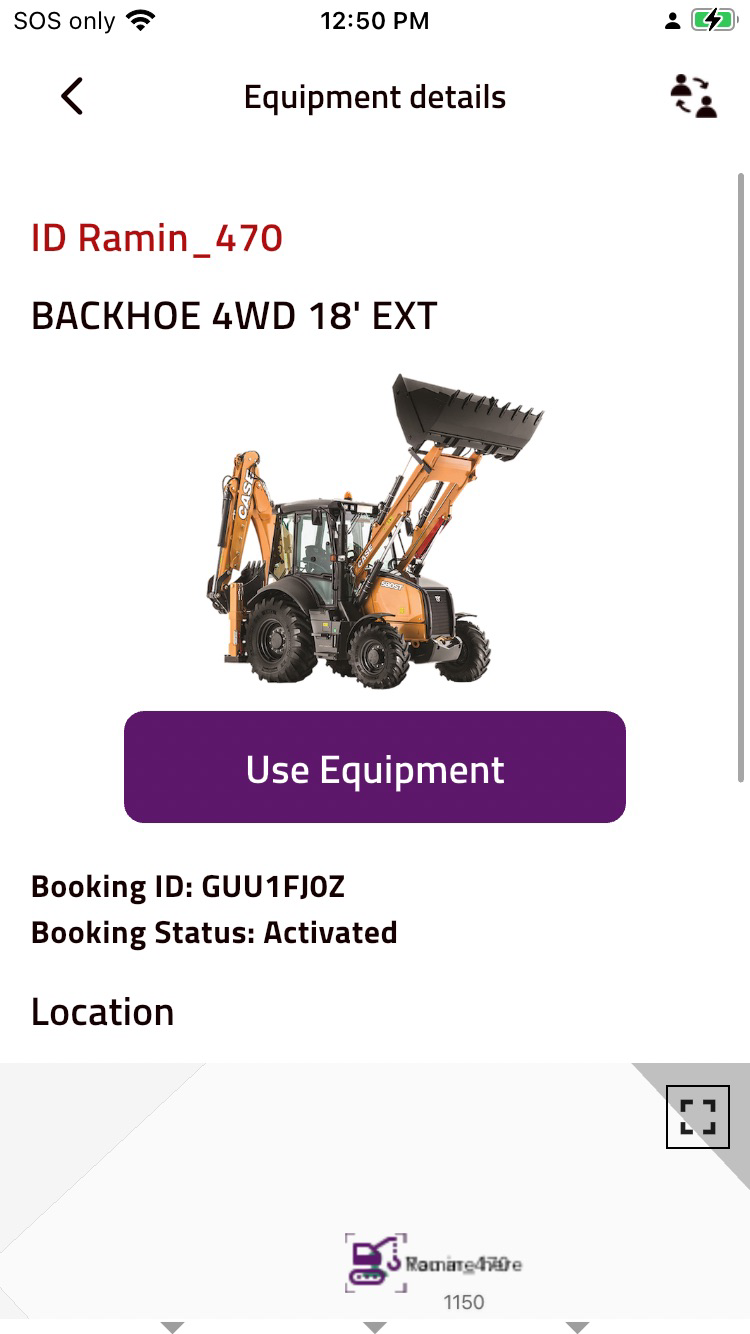 SOS only
12:50 PM
Equipment details
ID Ramin_470
BACKHOE 4WD 18' EXT
CASE
CASE
580ST
Use Equipment
Booking ID: GUU1FJ0Z
Booking Status: Activated
Location
1150